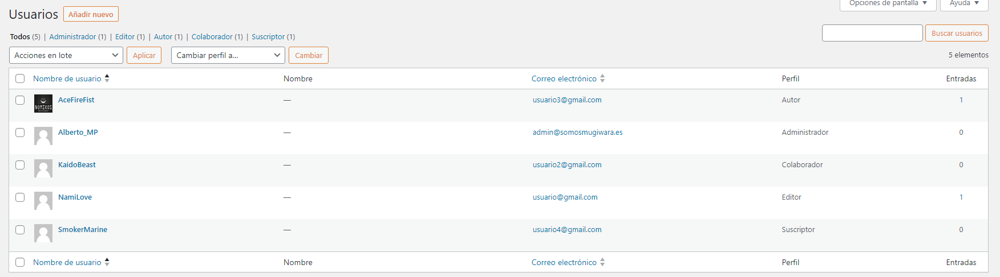 Opciones de pantalla ▼ Ayuda ▼
Usuarios Añadir nuevo
Todos (5) | Administrador (1) | Editor (1) | Autor (1) | Colaborador (1) | Suscriptor (1)
Buscar usuarios
Acciones en lote Aplicar Cambiar perfil a... Cambiar
5 elementos
Nombre de usuario Nombre Correo electrónico Perfil Entradas
NOMIKOS
AceFireFist — usuario3@gmail.com Autor 1
Alberto_MP — admin@somosmugiwara.es Administrador 0
KaidoBeast — usuario2@gmail.com Colaborador 0
NamiLove — usuario@gmail.com Editor 1
SmokerMarine — usuario4@gmail.com Suscriptor 0
Nombre de usuario Nombre Correo electrónico Perfil Entradas